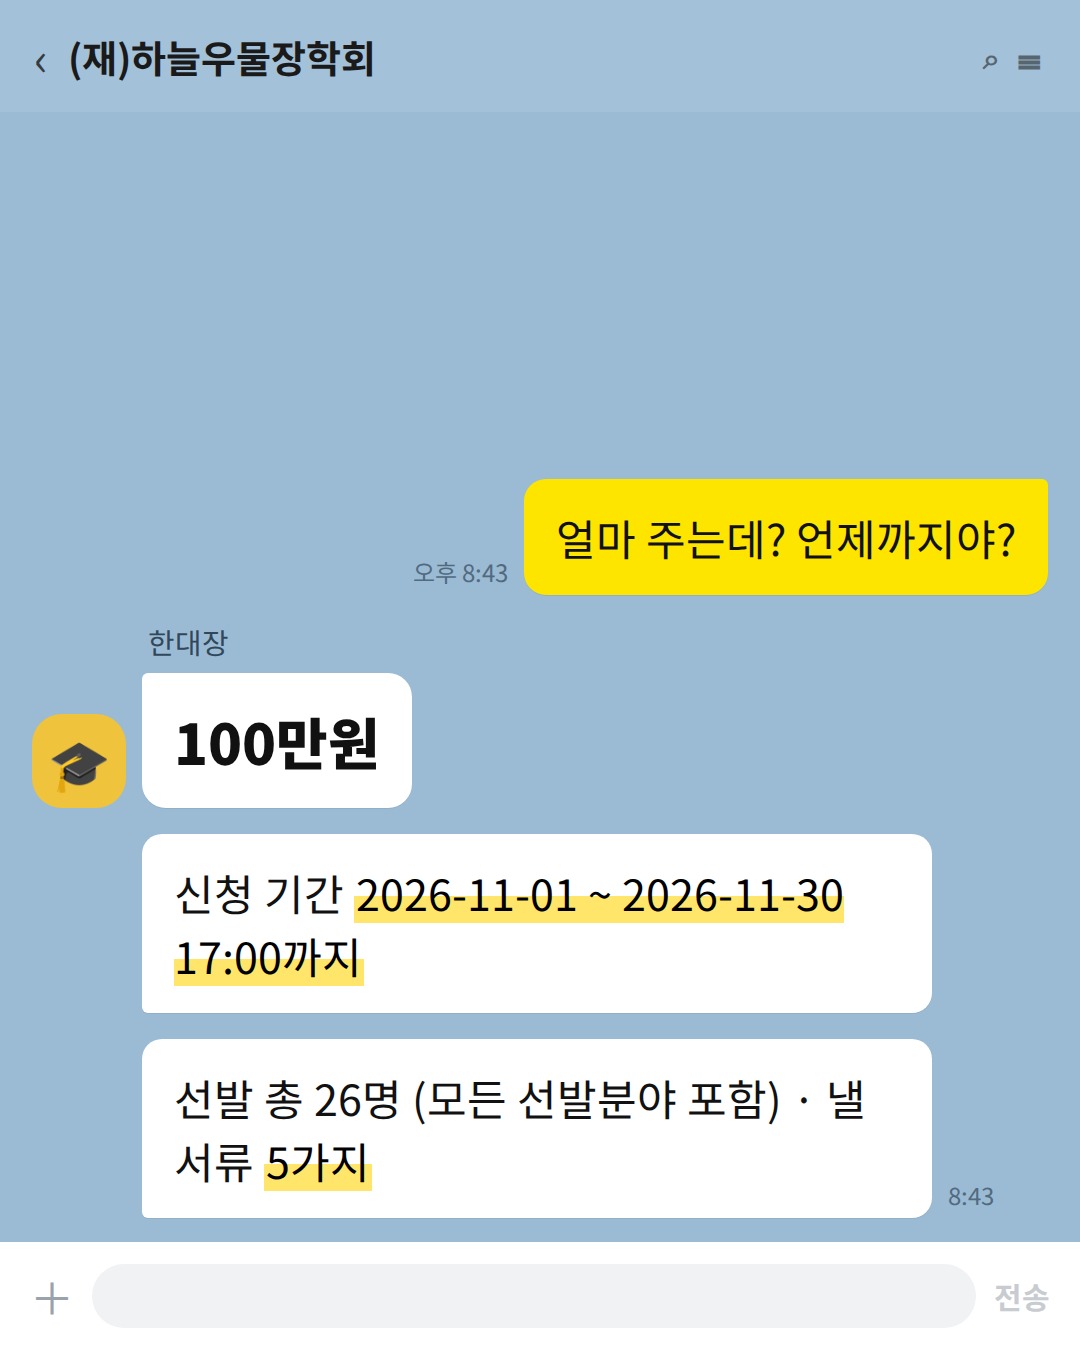 (재)하늘우물장학회
얼마 주는데? 언제까지야?
오후 8:43
한대장
100만원
신청 기간 2026-11-01 ~ 2026-11-30
17:00까지
선발 총 26명 (모든 선발분야 포함) · 낼
서류 5가지
8:43
전송